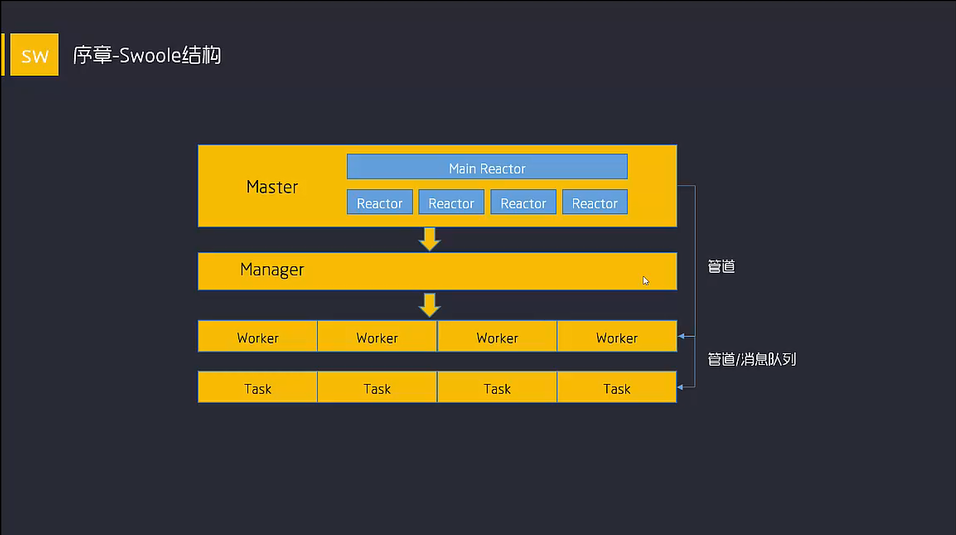 SW
序章-Swoole结构
Main Reactor
Master
Reactor Reactor Reactor Reactor
Manager
管道
Worker Worker Worker Worker
管道/消息队列
Task Task Task Task